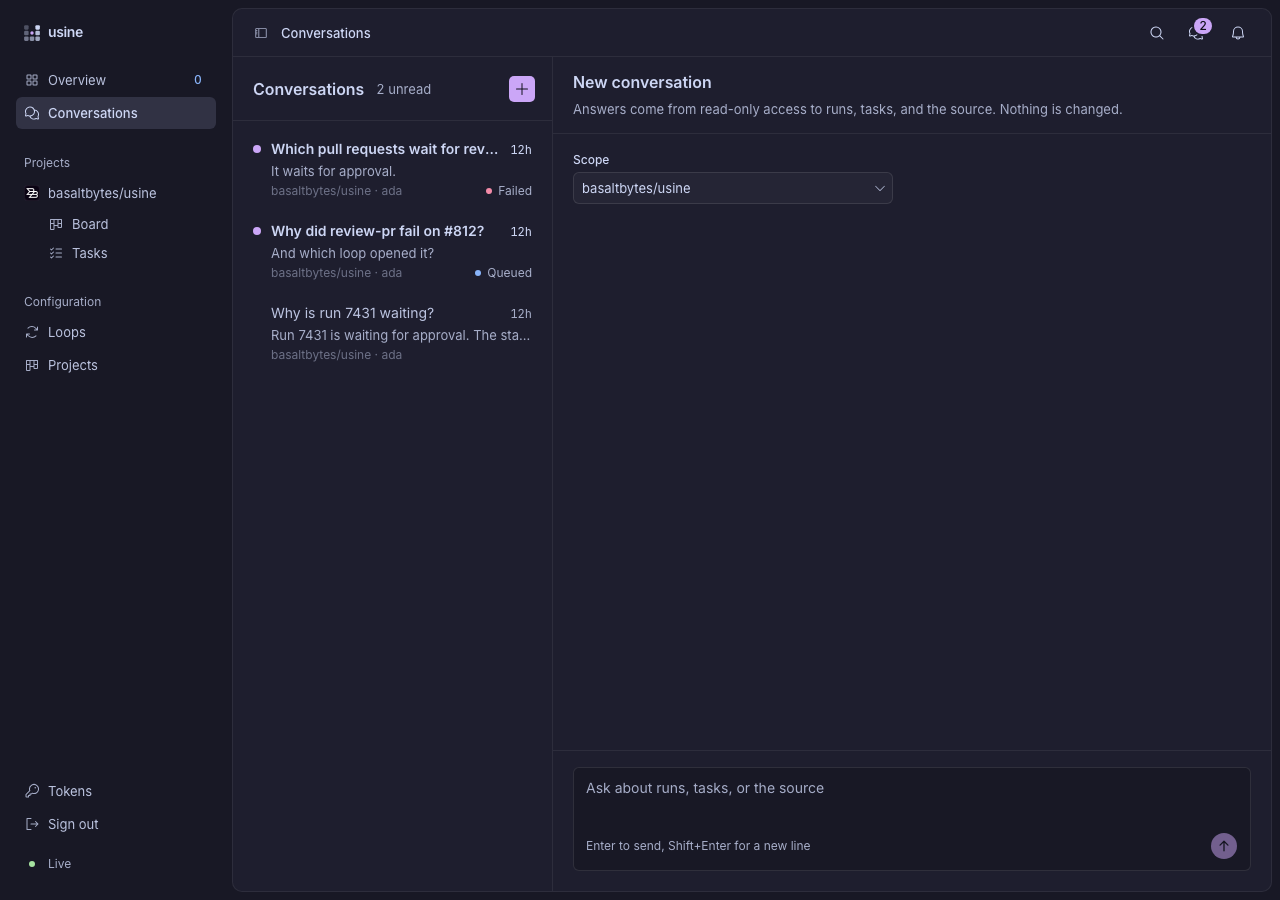 usine
Overview 0
Conversations
Projects
basaltbytes/usine
Board
Tasks
Configuration
Loops
Projects
Tokens
Sign out
Live
Conversations
2
Conversations 2 unread
Which pull requests wait for rev... 12h
It waits for approval.
basaltbytes/usine · ada Failed
Why did review-pr fail on #812? 12h
And which loop opened it?
basaltbytes/usine · ada Queued
Why is run 7431 waiting? 12h
Run 7431 is waiting for approval. The sta...
basaltbytes/usine · ada
New conversation
Answers come from read-only access to runs, tasks, and the source. Nothing is changed.
Scope
basaltbytes/usine
Ask about runs, tasks, or the source
Enter to send, Shift+Enter for a new line